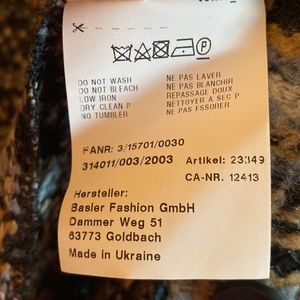 DO NOT WASH NE PAS LAVER
DO NOT BLEACH NE PAS BLANCHIR
LOW IRON REPASSAGE DOUX
DRY CLEAN P NETTOYER A SEC P
NO TUMBLER NE PAS ESSORER
FANR: 3/15701/0030
314011/003/2003 Artikel: 23349
CA-NR. 12413
Hersteller:
Basler Fashion GmbH
Dammer Weg 51
63773 Goldbach
Made in Ukraine